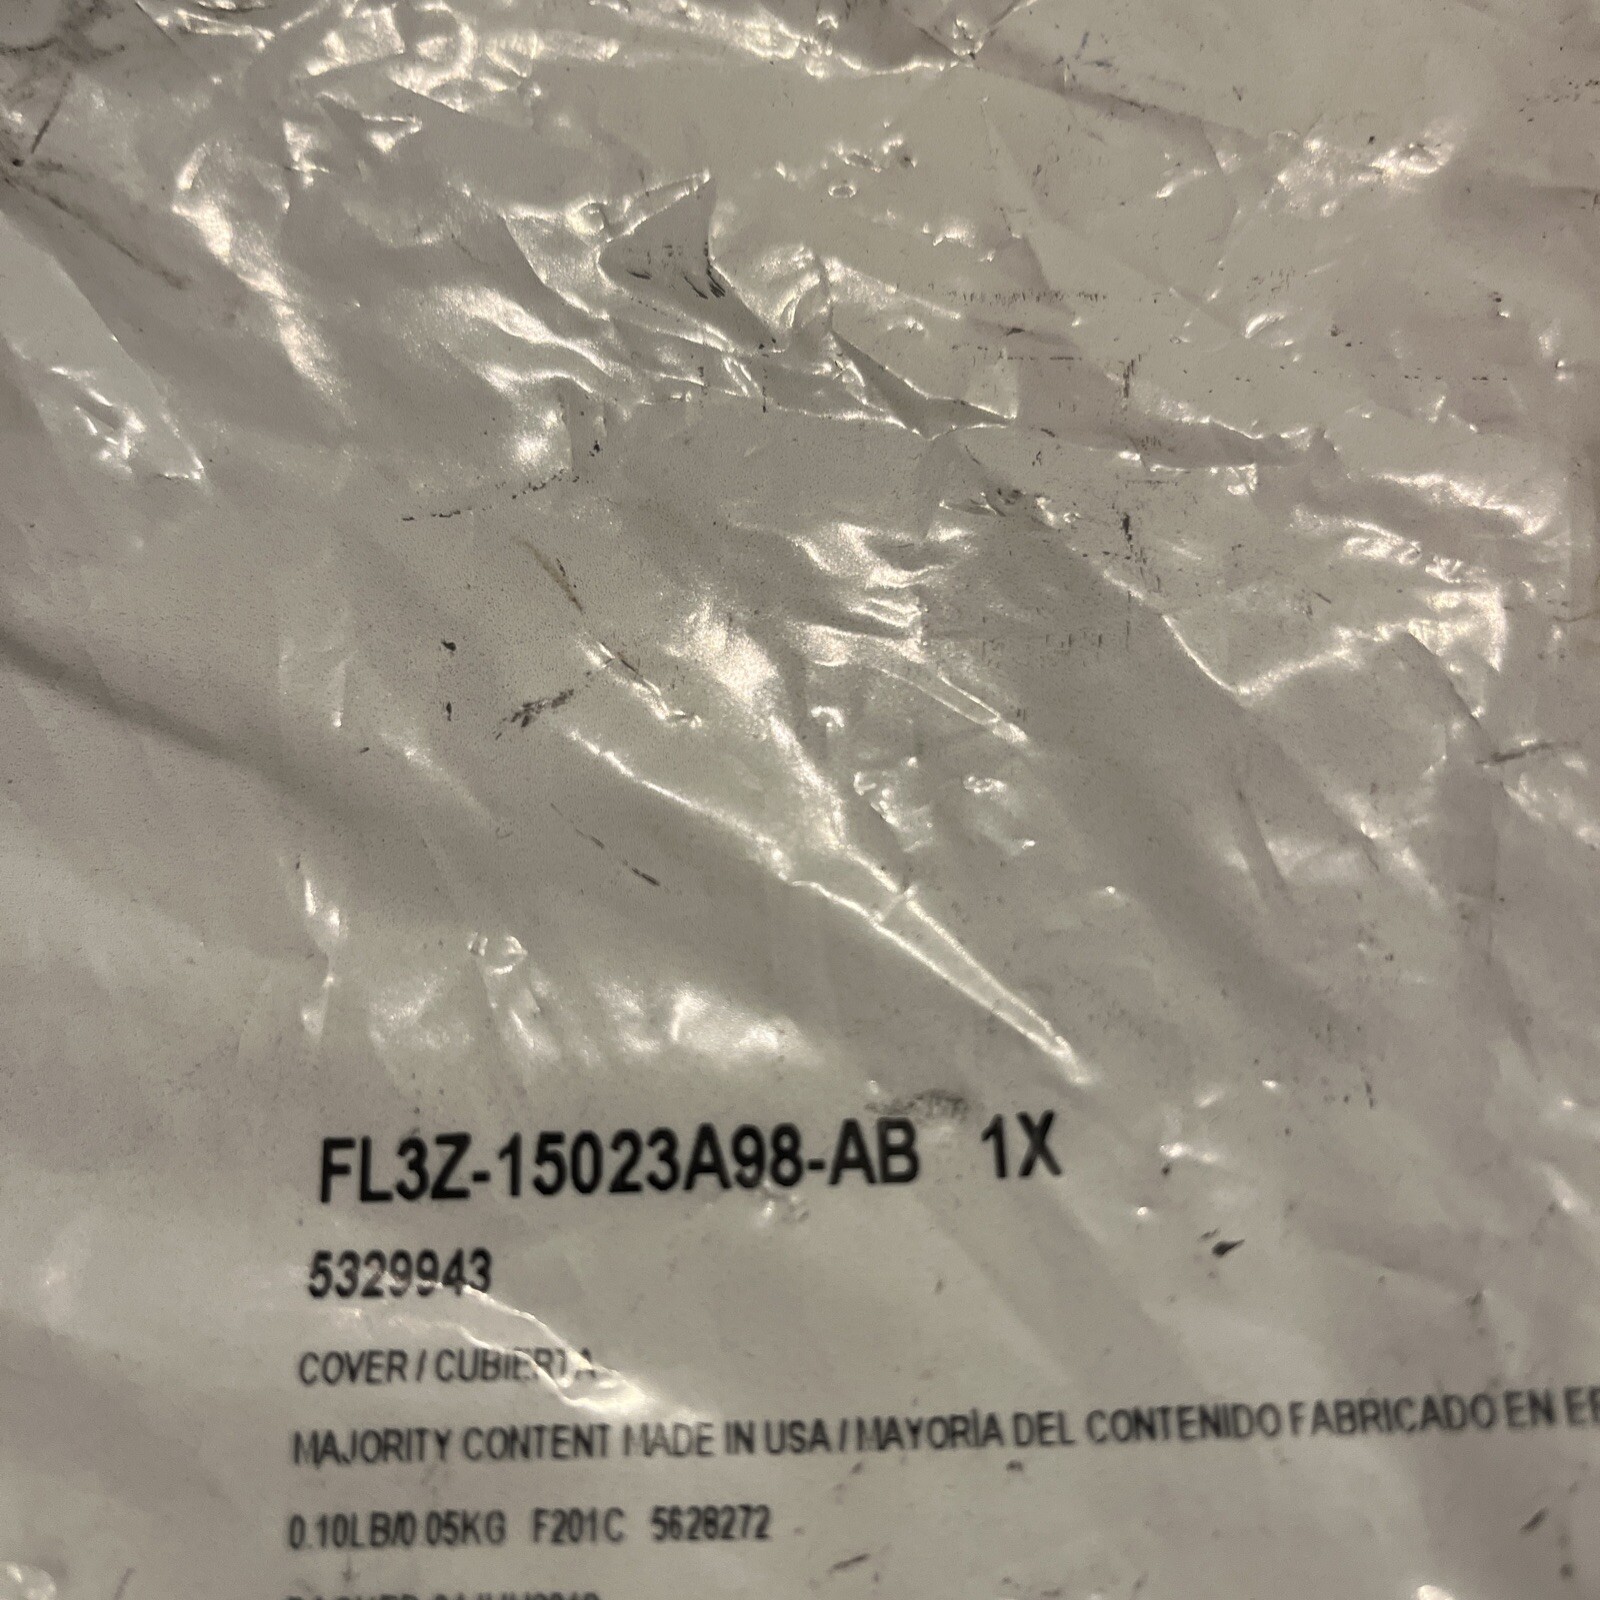 FL3Z-15023A98-AB 1X
5329943
COVER / CUBIERTA
MAJORITY CONTENT MADE IN USA / MAYORÍA DEL CONTENIDO FABRICADO EN
0.10LB/0.05KG F201C 5628272